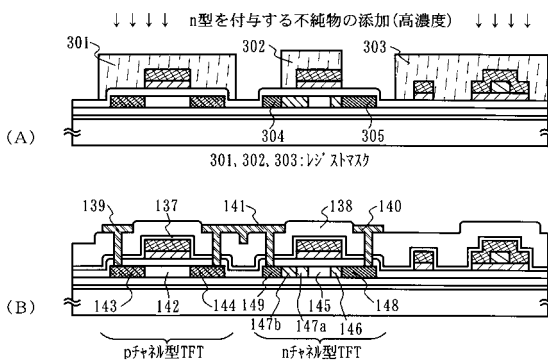 n型を付与する不純物の添加(高濃度)
301
302
303
304
305
(A)
301,302,303:レジストマスク
139
137
141
138
140
(B)
143
142
144
149
145
148
147b
147a
146
pチャネル型TFT
nチャネル型TFT